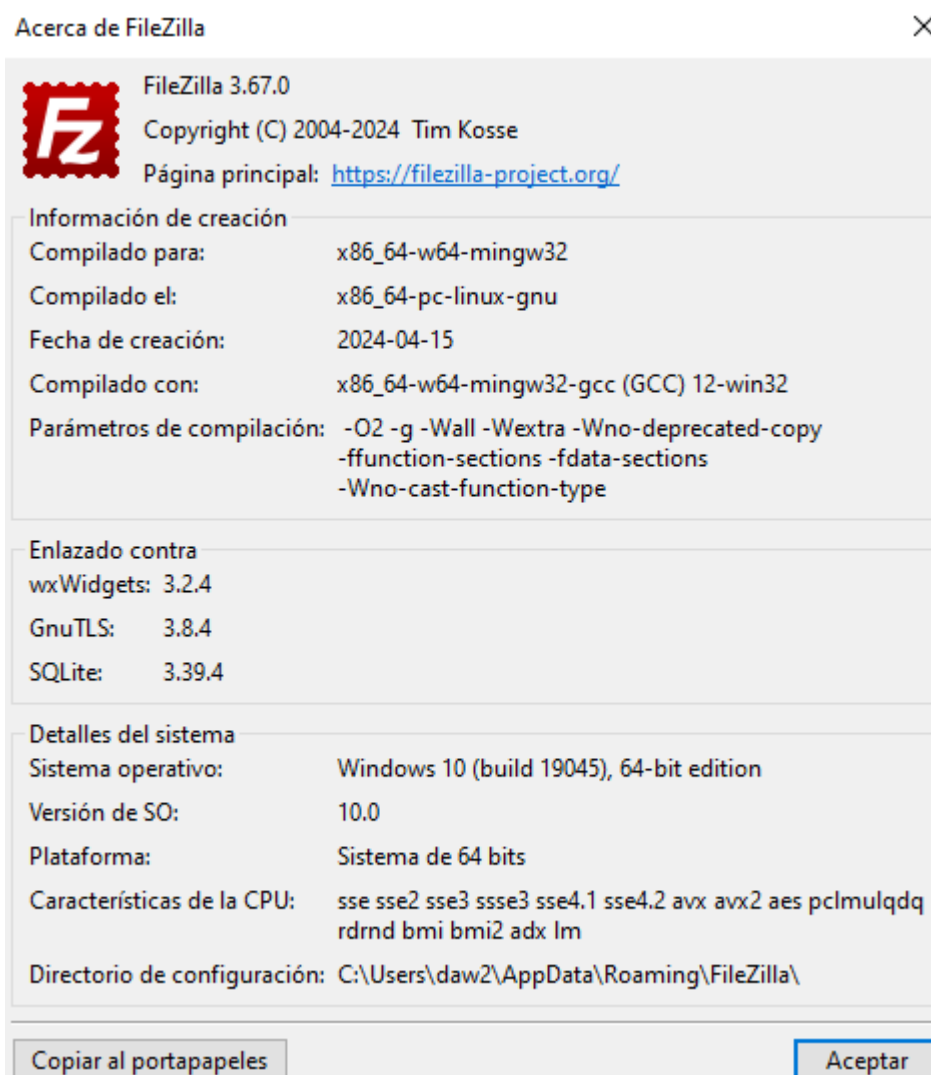 Acerca de FileZilla
FileZilla 3.67.0
Copyright (C) 2004-2024 Tim Kosse
Página principal: https://filezilla-project.org/
Información de creación
Compilado para: x86_64-w64-mingw32
Compilado el: x86_64-pc-linux-gnu
Fecha de creación: 2024-04-15
Compilado con: x86_64-w64-mingw32-gcc (GCC) 12-win32
Parámetros de compilación: -O2 -g -Wall -Wextra -Wno-deprecated-copy
-ffunction-sections -fdata-sections
-Wno-cast-function-type
Enlazado contra
wxWidgets: 3.2.4
GnuTLS: 3.8.4
SQLite: 3.39.4
Detalles del sistema
Sistema operativo: Windows 10 (build 19045), 64-bit edition
Versión de SO: 10.0
Plataforma: Sistema de 64 bits
Características de la CPU: sse sse2 sse3 ssse3 sse4.1 sse4.2 avx avx2 aes pclmulqdq
rdrnd bmi bmi2 adx lm
Directorio de configuración: C:\Users\daw2\AppData\Roaming\FileZilla\
Copiar al portapapeles Aceptar